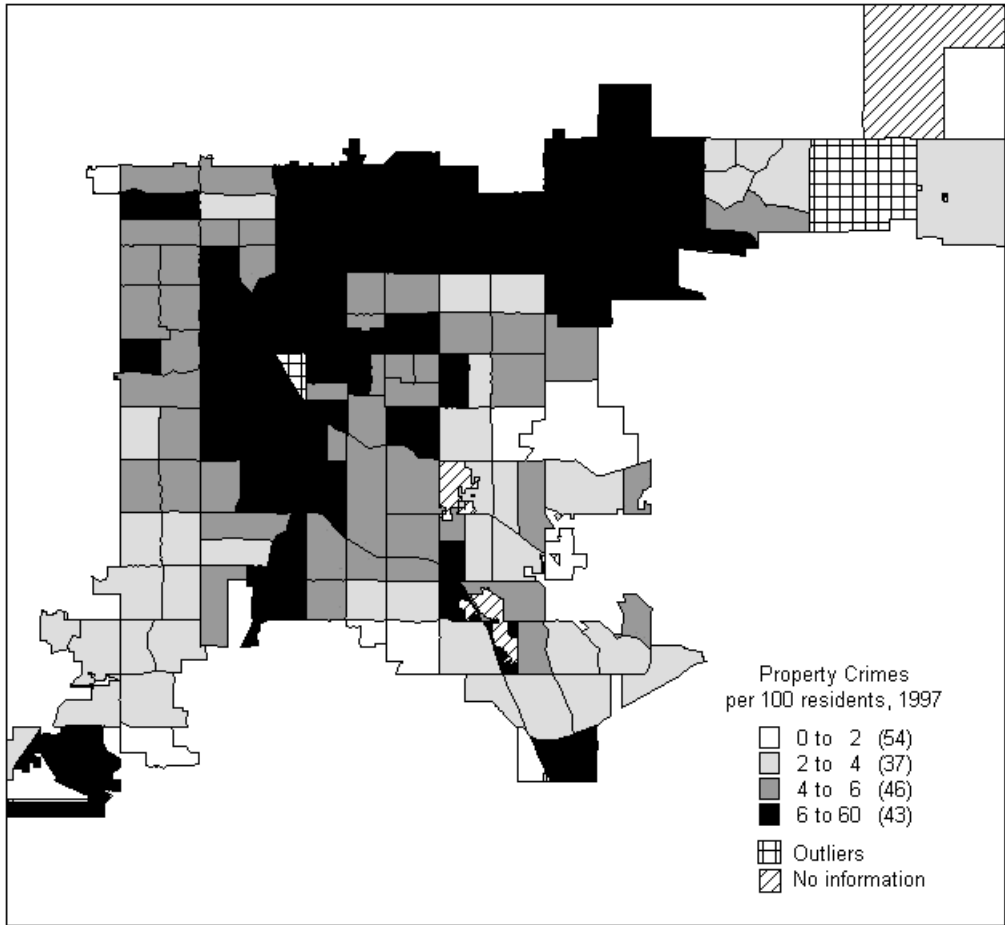 Property Crimes
per 100 residents, 1997
0 to 2 (54)
2 to 4 (37)
4 to 6 (46)
6 to 60 (43)
Outliers
No information